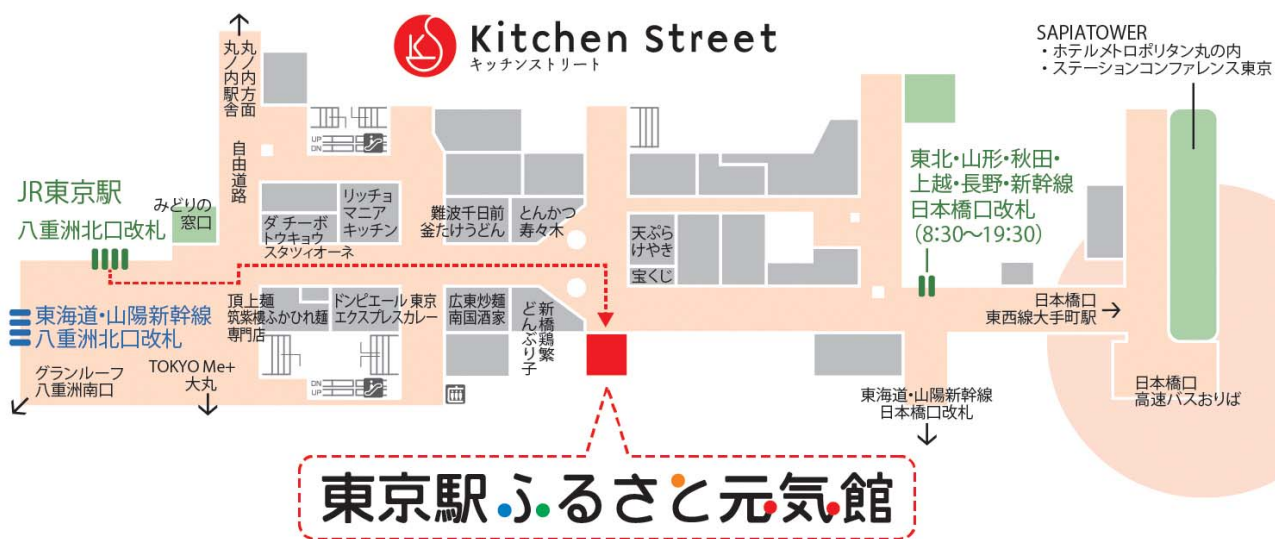 Kitchen Street
キッチンストリート
SAPIATOWER
・ホテルメトロポリタン丸の内
・ステーションコンファレンス東京
丸ノ内方面
丸ノ内駅舎
自由通路
UP
DN
JR東京駅
八重洲北口改札
みどりの
窓口
ダ チーボ
トウキョウ
スタツィオーネ
リッチョ
マニア
キッチン
難波千日前
釜たけうどん
とんかつ
寿々木
天ぷら
けやき
宝くじ
東北・山形・秋田・
上越・長野・新幹線
日本橋口改札
(8:30〜19:30)
東海道・山陽新幹線
八重洲北口改札
頂上麺
筑紫樓ふかひれ麺
専門店
ドンピエール 東京
エクスプレスカレー
広東炒麺
南国酒家
新橋鶏繁
どんぶり子
日本橋口
東西線大手町駅
グランルーフ
八重洲南口
TOKYO Me+
大丸
DN
UP
東海道・山陽新幹線
日本橋口改札
日本橋口
高速バスおりば
東京駅ふるさと元気館